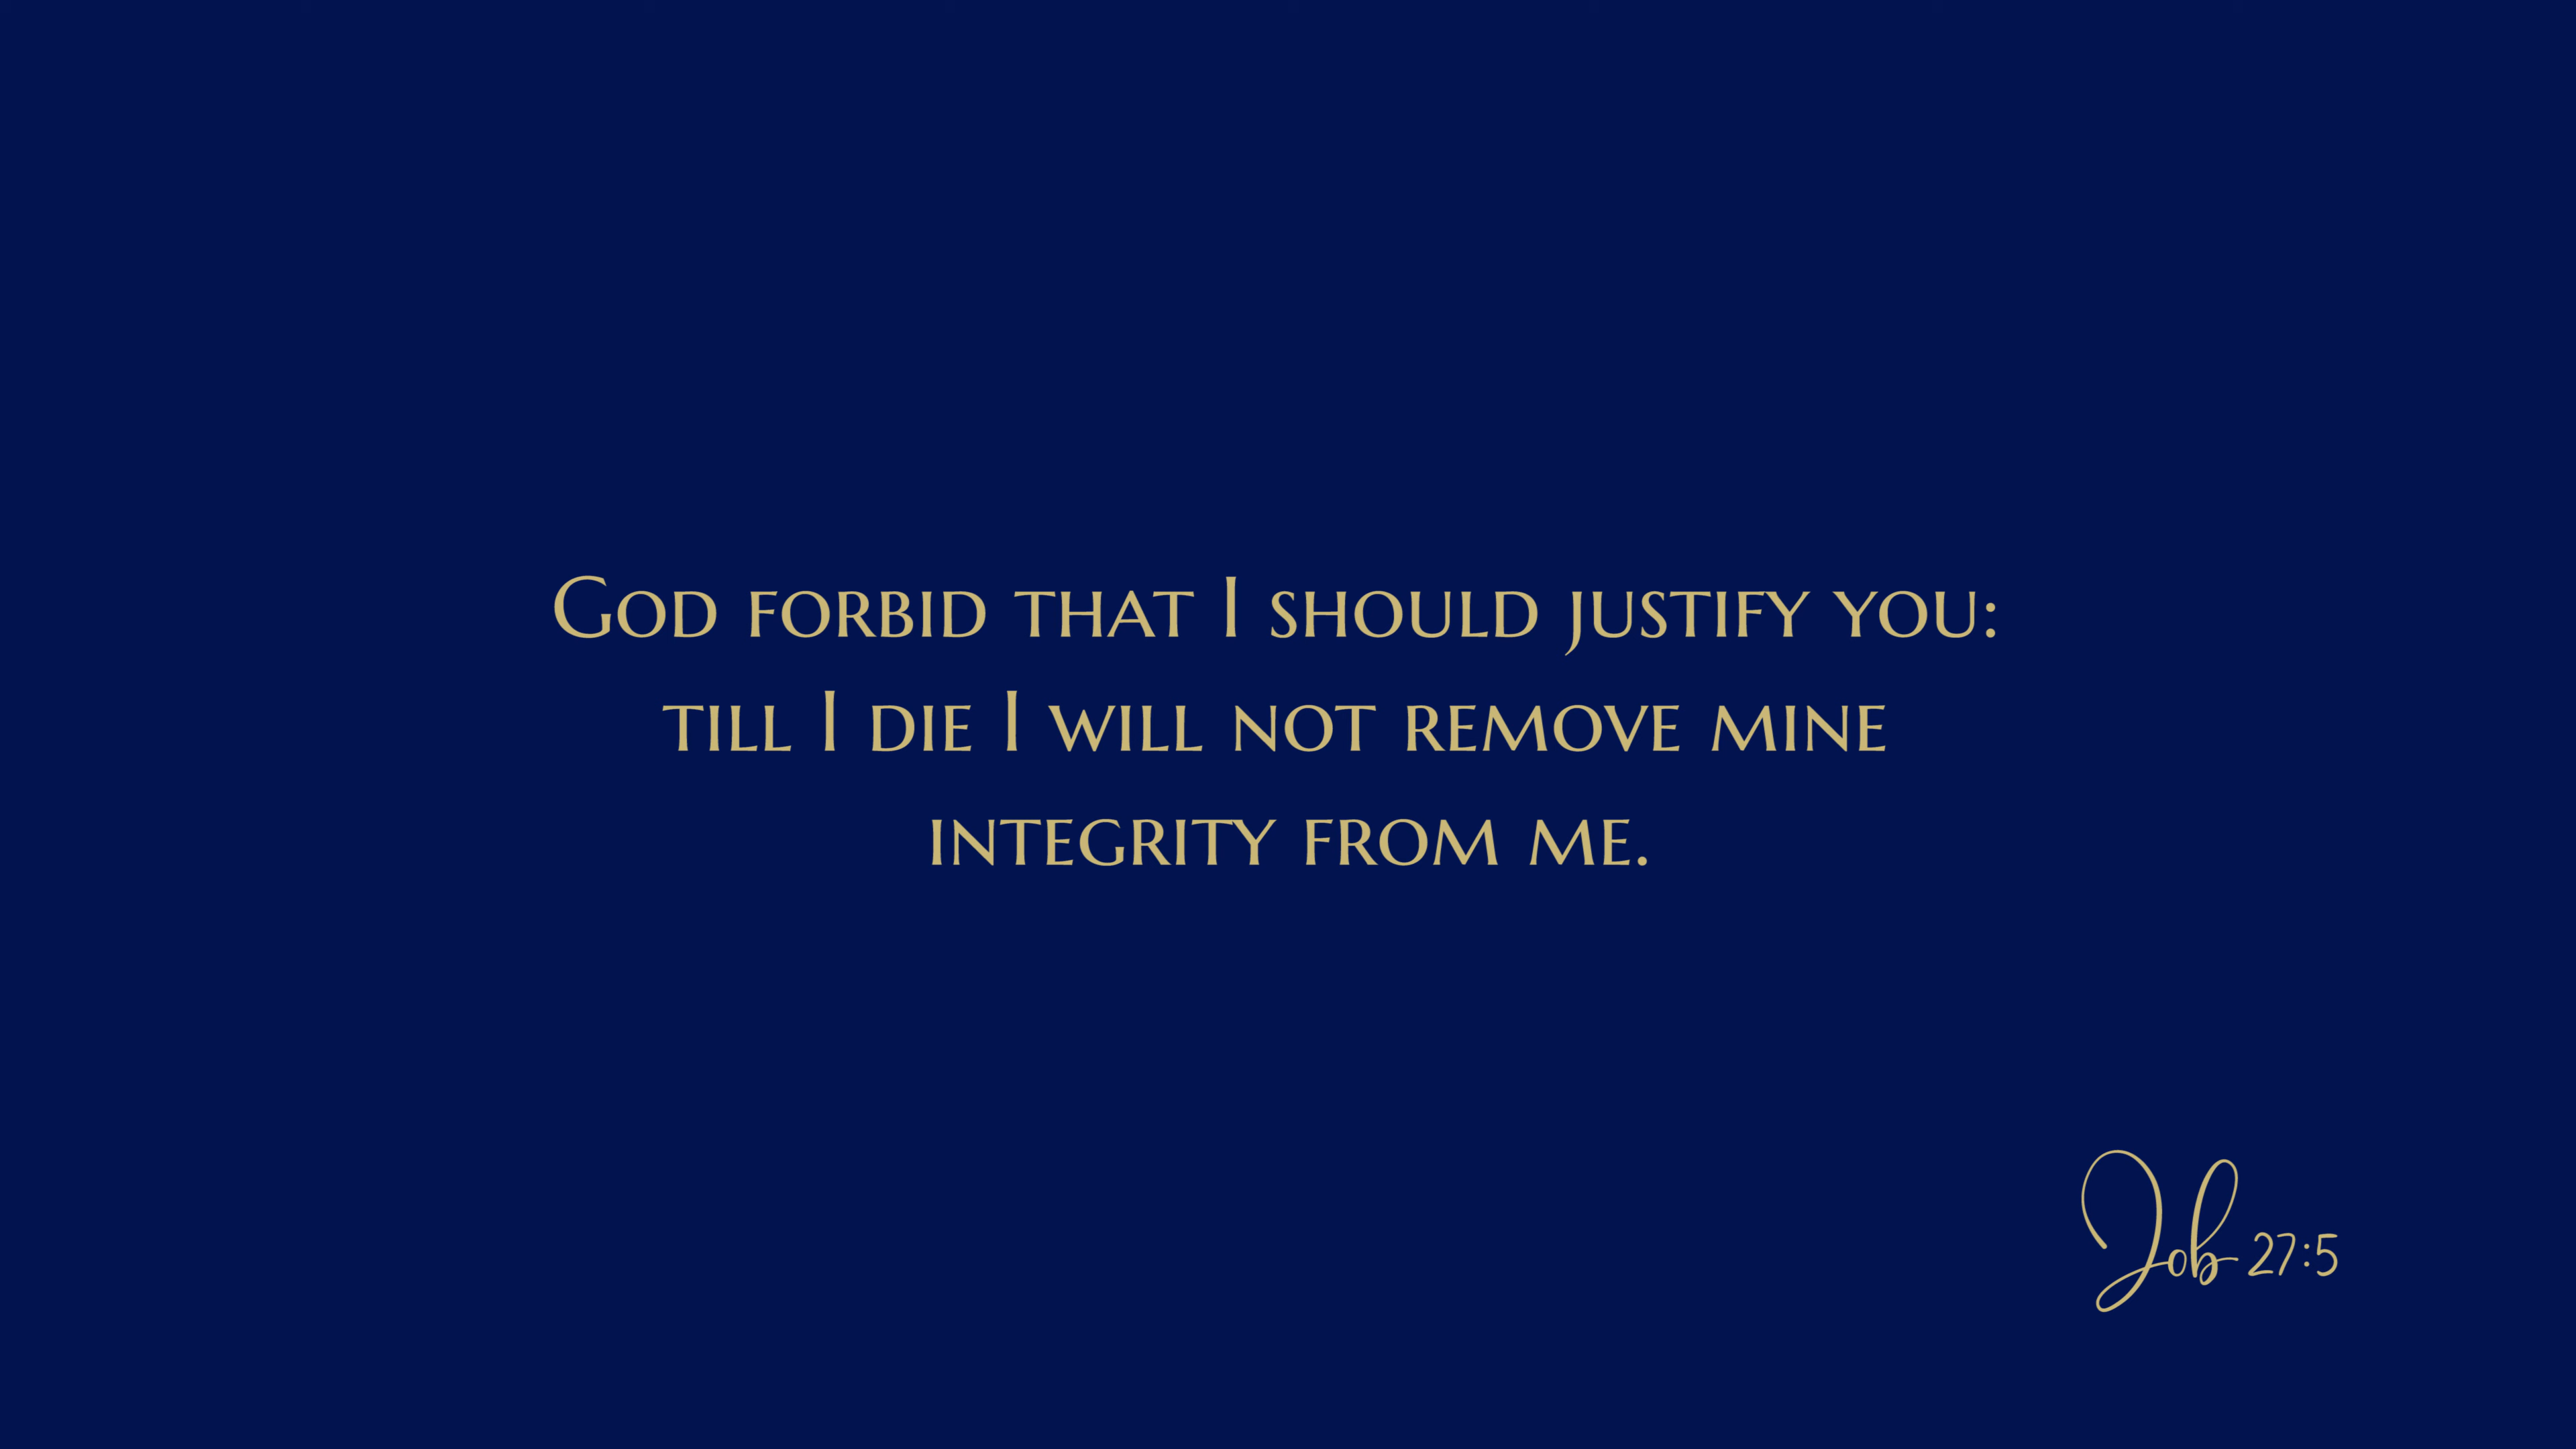 God forbid that I should justify you:
till I die I will not remove mine
integrity from me.
Job 27:5